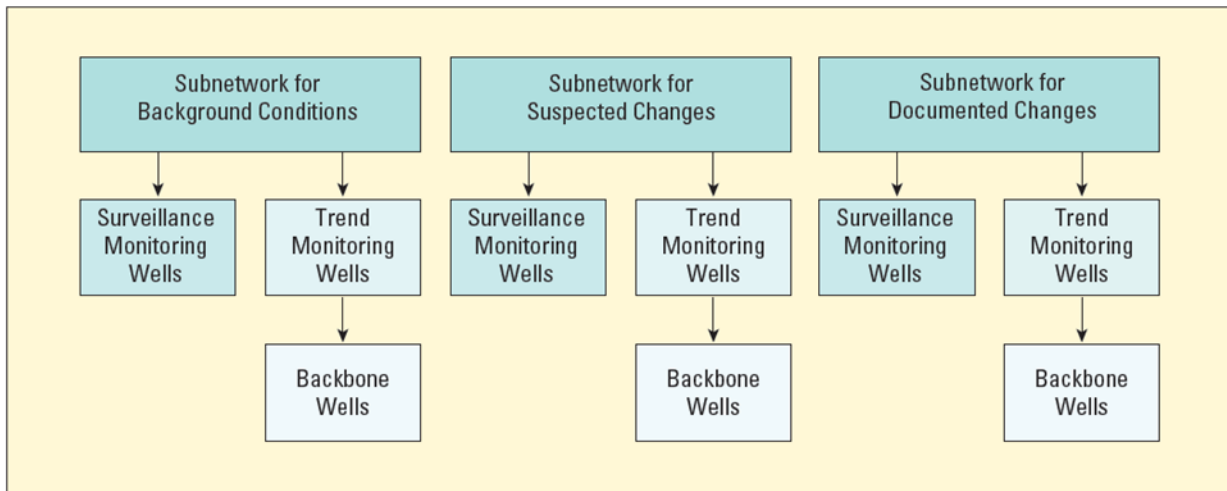 Subnetwork for
Background Conditions
Subnetwork for
Suspected Changes
Subnetwork for
Documented Changes
Surveillance
Monitoring
Wells
Trend
Monitoring
Wells
Surveillance
Monitoring
Wells
Trend
Monitoring
Wells
Surveillance
Monitoring
Wells
Trend
Monitoring
Wells
Backbone
Wells
Backbone
Wells
Backbone
Wells